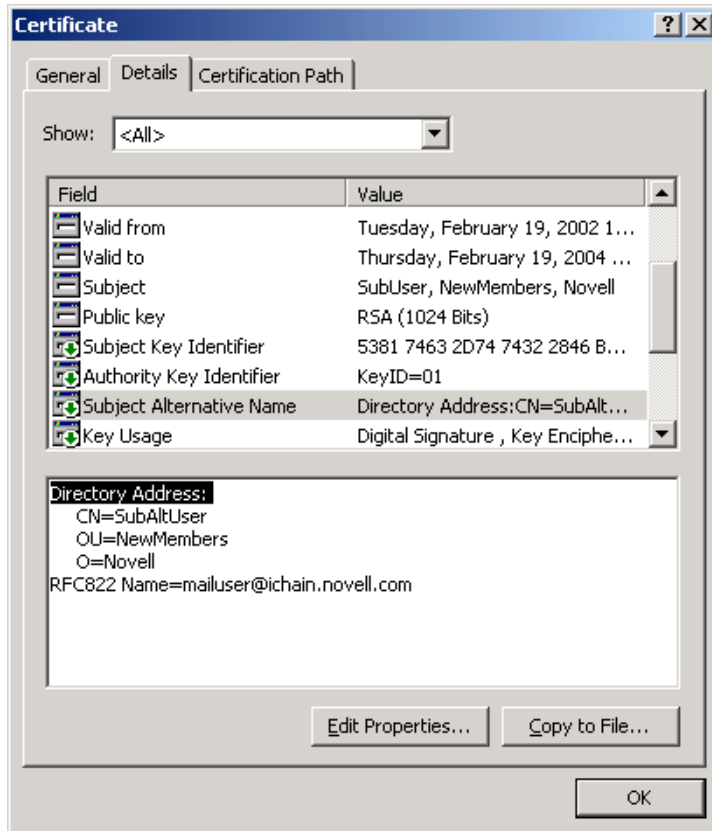 Certificate
General Details Certification Path
Show: <All>
Field Value
Valid from Tuesday, February 19, 2002 1...
Valid to Thursday, February 19, 2004 ...
Subject SubUser, NewMembers, Novell
Public key RSA (1024 Bits)
Subject Key Identifier 5381 7463 2D74 7432 2846 B...
Authority Key Identifier KeyID=01
Subject Alternative Name Directory Address:CN=SubAlt...
Key Usage Digital Signature , Key Enciphe...
Directory Address:
CN=SubAltUser
OU=NewMembers
O=Novell
RFC822 Name=mailuser@ichain.novell.com
Edit Properties... Copy to File...
OK